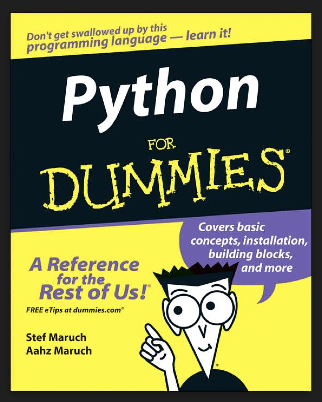 Don't get swallowed up by this
programming language — learn it!
Python
FOR
DUMMIES®
Covers basic
concepts, installation,
building blocks,
and more
A Reference
for the
Rest of Us!®
FREE eTips at dummies.com®
Stef Maruch
Aahz Maruch